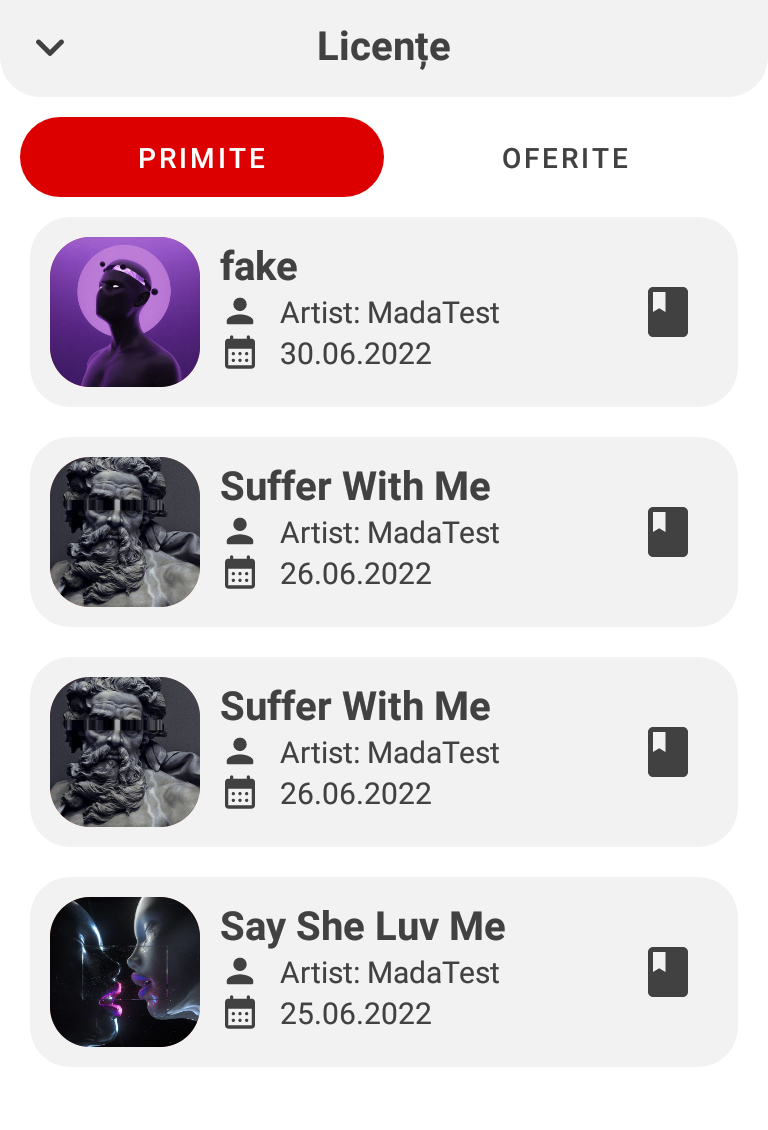 Licențe
PRIMITE
OFERITE
fake
Artist: MadaTest
30.06.2022
Suffer With Me
Artist: MadaTest
26.06.2022
Suffer With Me
Artist: MadaTest
26.06.2022
Say She Luv Me
Artist: MadaTest
25.06.2022